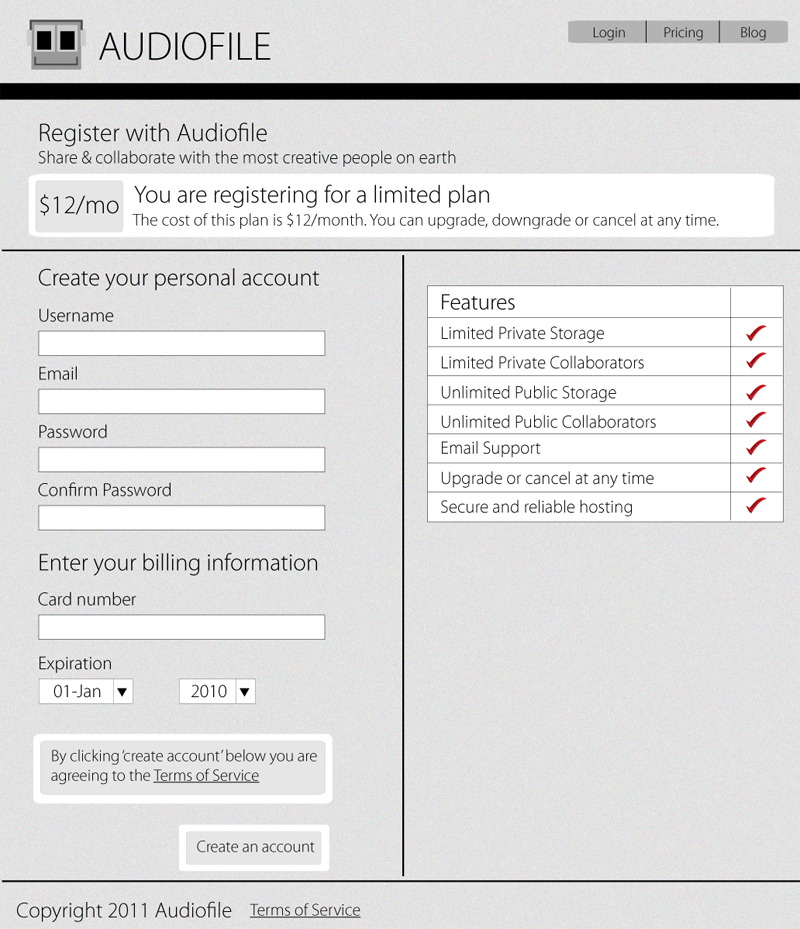 AUDIOFILE
Login
Pricing
Blog
Register with Audiofile
Share & collaborate with the most creative people on earth
$12/mo
You are registering for a limited plan
The cost of this plan is $12/month. You can upgrade, downgrade or cancel at any time.
Create your personal account
Username
Email
Password
Confirm Password
Enter your billing information
Card number
Expiration
01-Jan
2010
By clicking ‘create account’ below you are
agreeing to the Terms of Service
Create an account
Features
Limited Private Storage
Limited Private Collaborators
Unlimited Public Storage
Unlimited Public Collaborators
Email Support
Upgrade or cancel at any time
Secure and reliable hosting
Copyright 2011 Audiofile
Terms of Service